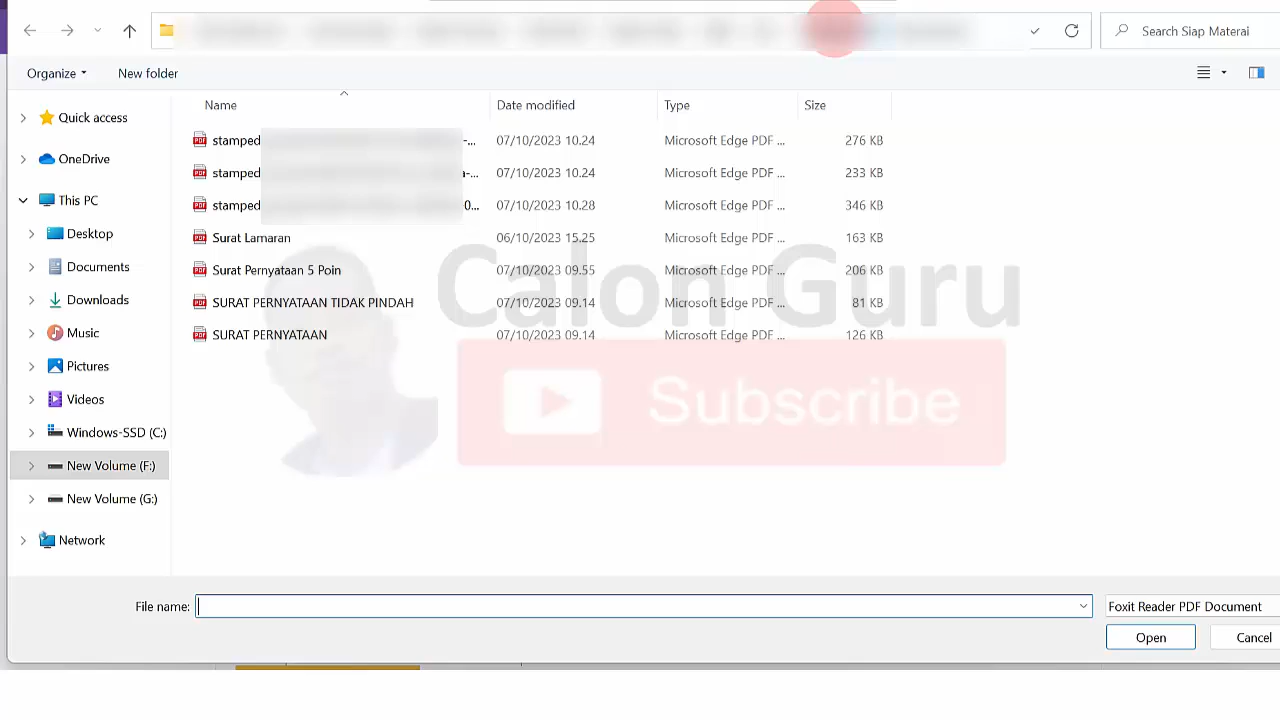 Search Siap Materai
Organize
New folder
Name Date modified Type Size
Quick access
OneDrive
This PC
Desktop
Documents
Downloads
Music
Pictures
Videos
Windows-SSD (C:)
New Volume (F:)
New Volume (G:)
Network
stamped -... 07/10/2023 10.24 Microsoft Edge PDF ... 276 KB
stamped -... 07/10/2023 10.24 Microsoft Edge PDF ... 233 KB
stamped 0... 07/10/2023 10.28 Microsoft Edge PDF ... 346 KB
Surat Lamaran 06/10/2023 15.25 Microsoft Edge PDF ... 163 KB
Surat Pernyataan 5 Poin 07/10/2023 09.55 Microsoft Edge PDF ... 206 KB
SURAT PERNYATAAN TIDAK PINDAH 07/10/2023 09.14 Microsoft Edge PDF ... 81 KB
SURAT PERNYATAAN 07/10/2023 09.14 Microsoft Edge PDF ... 126 KB
Calon Guru
Subscribe
File name:
Foxit Reader PDF Document
Open
Cancel